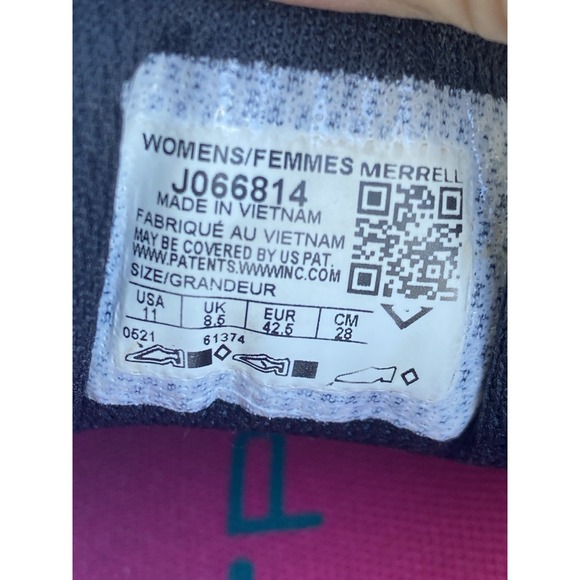 WOMENS/FEMMES MERRELL
J066814
MADE IN VIETNAM
FABRIQUÉ AU VIETNAM
MAY BE COVERED BY US PAT.
WWW.PATENTS.WWWINC.COM
SIZE/GRANDEUR
USA UK EUR CM
11 8.5 42.5 28
0521 61374